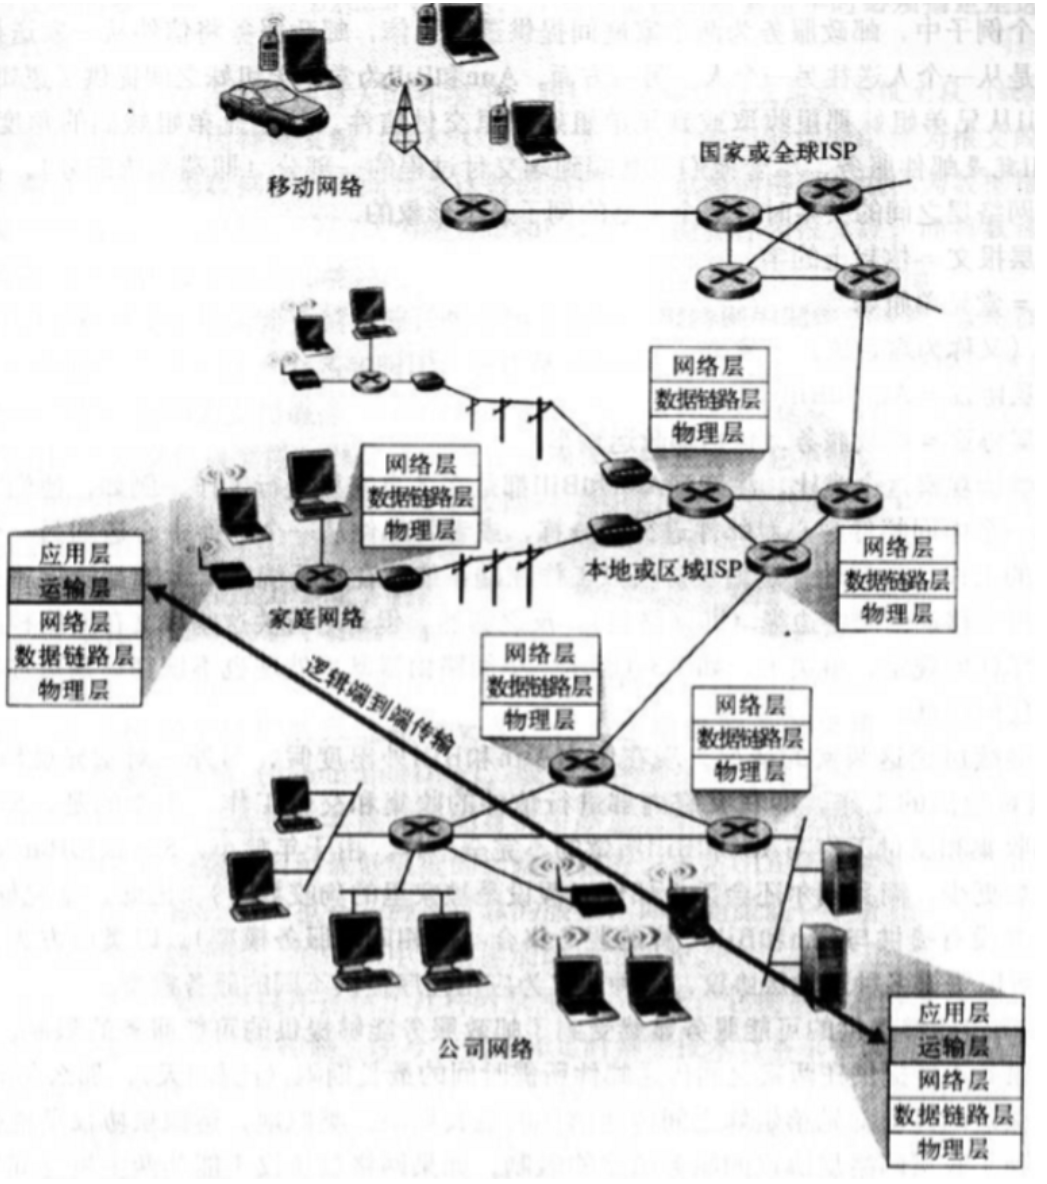 移动网络
国家或全球ISP
网络层
数据链路层
物理层
网络层
数据链路层
物理层
应用层
运输层
网络层
数据链路层
物理层
家庭网络
本地或区域ISP
网络层
数据链路层
物理层
网络层
数据链路层
物理层
逻辑端到端传输
网络层
数据链路层
物理层
公司网络
应用层
运输层
网络层
数据链路层
物理层